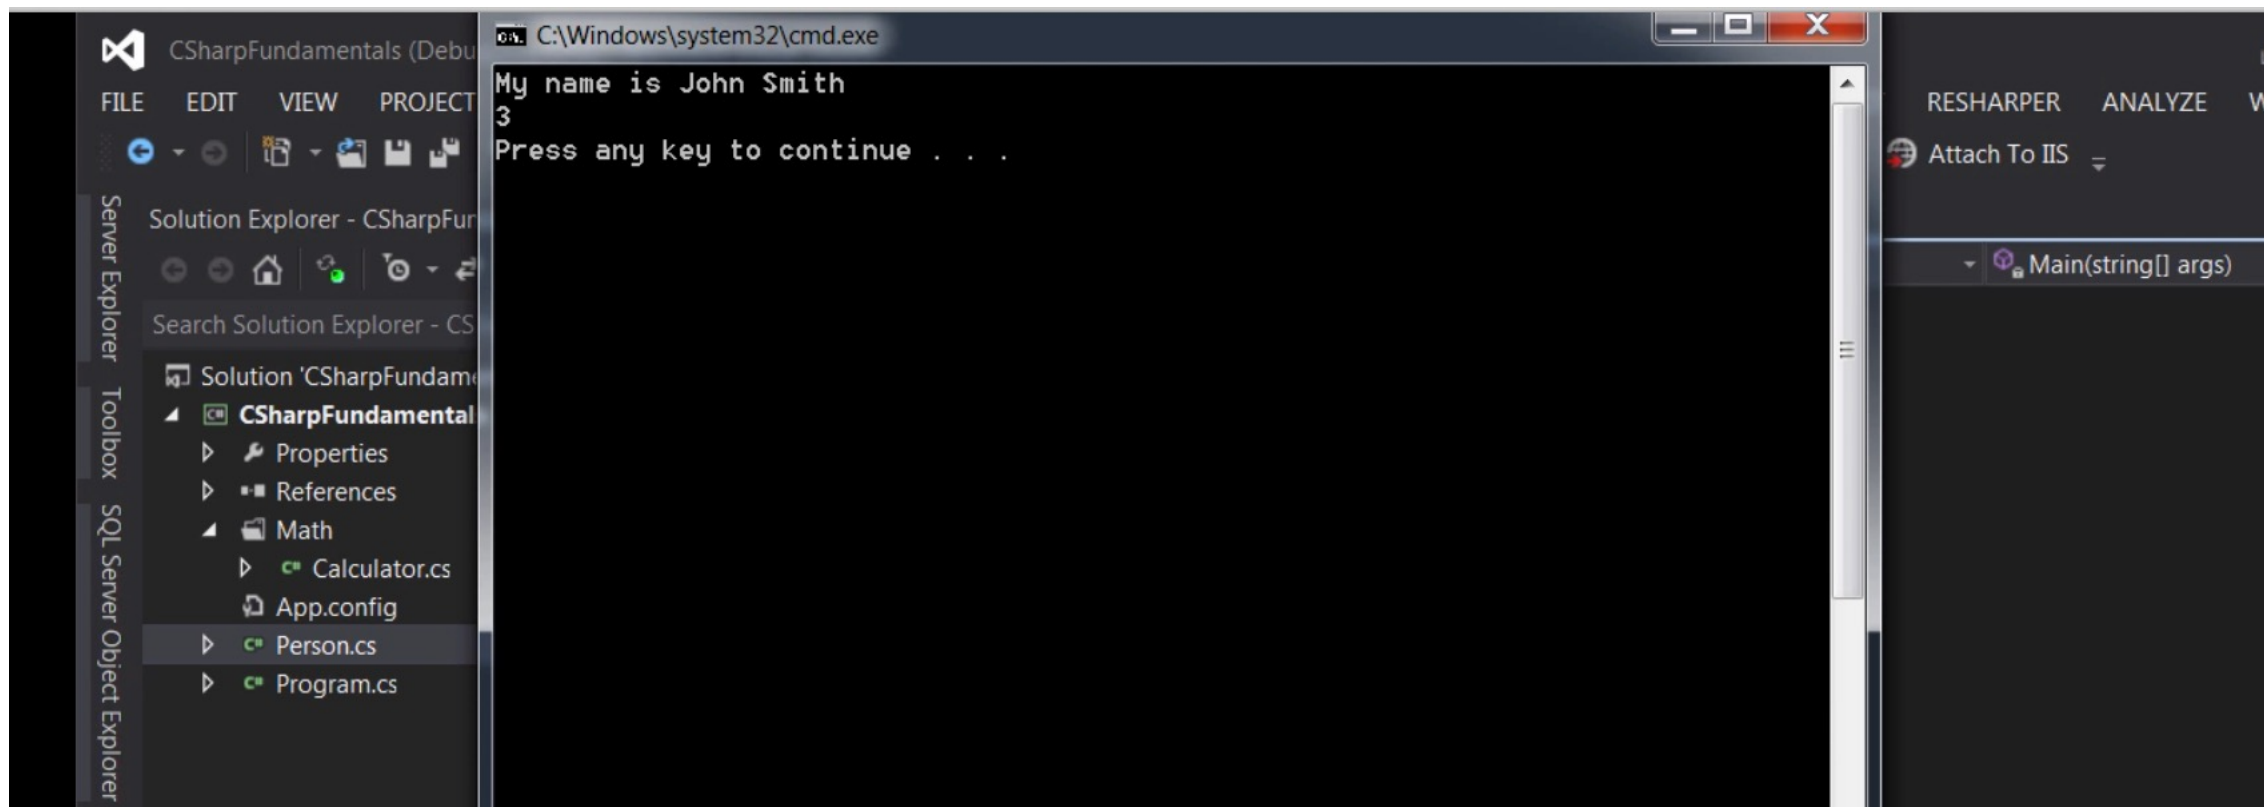 CSharpFundamentals (Debu
C:\Windows\system32\cmd.exe
FILE EDIT VIEW PROJECT
RESHARPER ANALYZE W
Attach To IIS
My name is John Smith
3
Press any key to continue . . .
Server Explorer
Toolbox
SQL Server Object Explorer
Solution Explorer - CSharpFun
Search Solution Explorer - CS
Solution 'CSharpFundame
CSharpFundamental
Properties
References
Math
C# Calculator.cs
App.config
C# Person.cs
C# Program.cs
Main(string[] args)